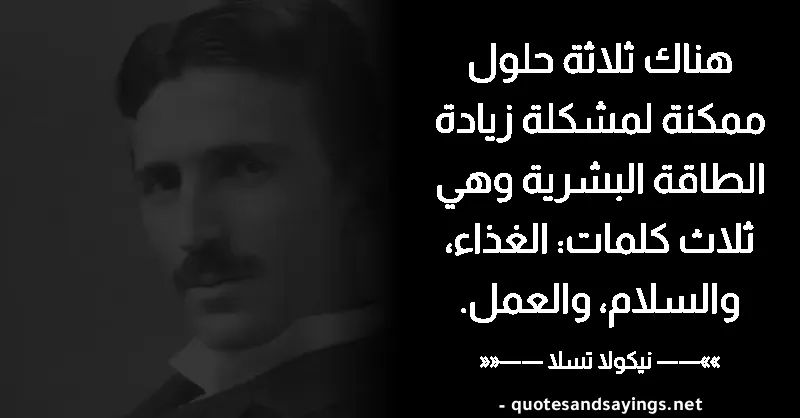 هناك ثلاثة حلول
ممكنة لمشكلة زيادة
الطاقة البشرية وهي
ثلاث كلمات: الغذاء،
والسلام، والعمل.
»»—— نيكولا تسلا ——««
- quotesandsayings.net